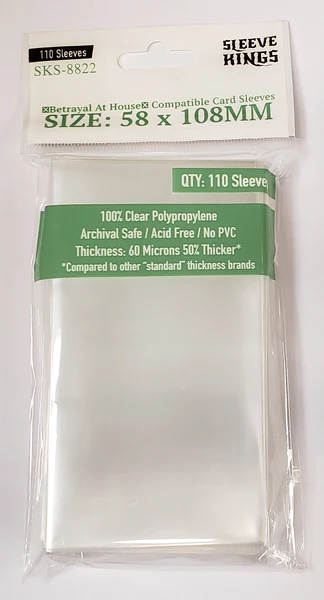 110 Sleeves
SKS-8822
SLEEVE
KINGS
☒Betrayal At House☒ Compatible Card Sleeves
SIZE: 58 x 108MM
QTY: 110 Sleeve
100% Clear Polypropylene
Archival Safe / Acid Free / No PVC
Thickness: 60 Microns 50% Thicker*
*Compared to other "standard" thickness brands